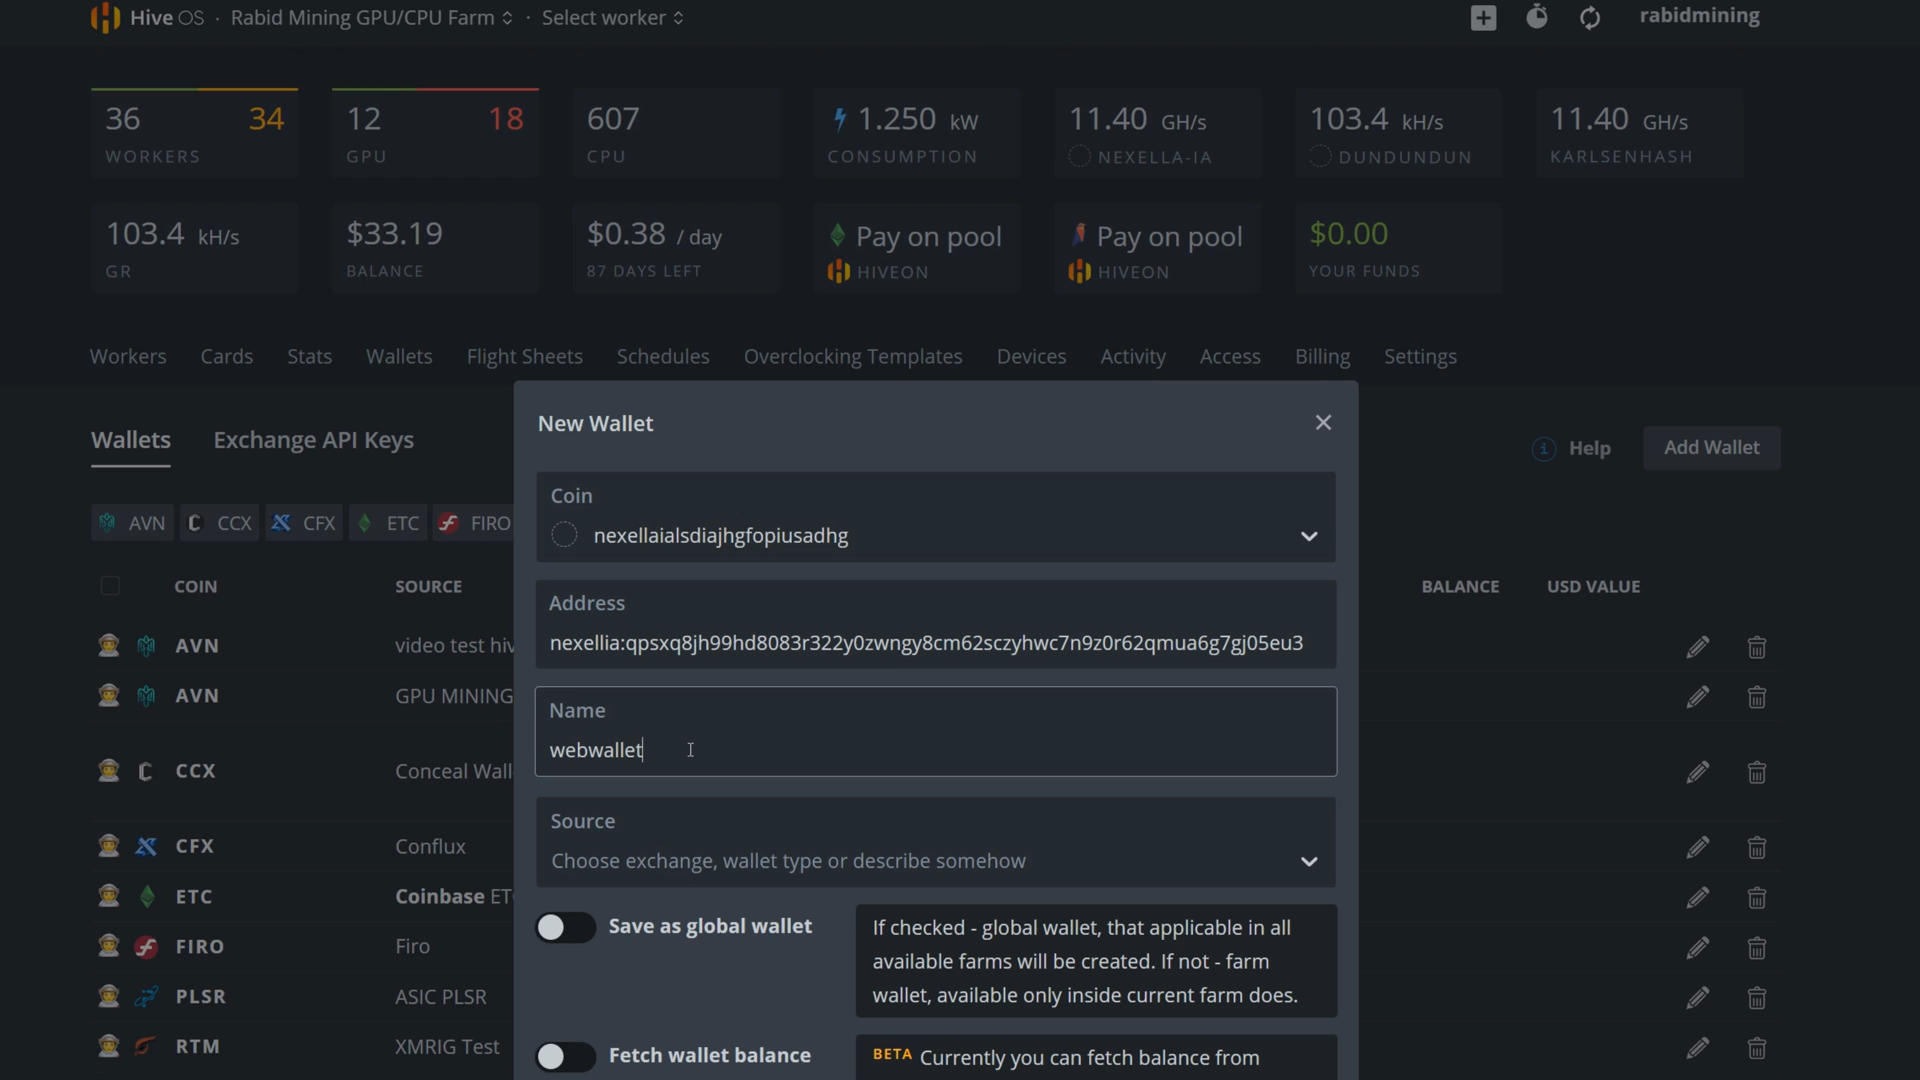 Hive OS · Rabid Mining GPU/CPU Farm · Select worker rabidmining
36 34 12 18 607 1.250 kW 11.40 GH/s 103.4 kH/s 11.40 GH/s
WORKERS GPU CPU CONSUMPTION NEXELLA-IA DUNDUNDUN KARLSENHASH
103.4 kH/s $33.19 $0.38 / day Pay on pool Pay on pool $0.00
GR BALANCE 87 DAYS LEFT HIVEON HIVEON YOUR FUNDS
Workers Cards Stats Wallets Flight Sheets Schedules Overclocking Templates Devices Activity Access Billing Settings
New Wallet
Wallets Exchange API Keys Help Add Wallet
Coin
AVN CCX CFX ETC FIRO nexellaialsdiajhgfopiusadhg
COIN SOURCE BALANCE USD VALUE
Address
AVN video test hiv nexellia:qpsxq8jh99hd8083r322y0zwngy8cm62sczyhwc7n9z0r62qmua6g7gj05eu3
AVN GPU MINING
Name
webwallet
CCX Conceal Wall
Source
CFX Conflux Choose exchange, wallet type or describe somehow
ETC Coinbase ET
Save as global wallet If checked - global wallet, that applicable in all
FIRO Firo available farms will be created. If not - farm
PLSR ASIC PLSR wallet, available only inside current farm does.
RTM XMRIG Test
Fetch wallet balance BETA Currently you can fetch balance from